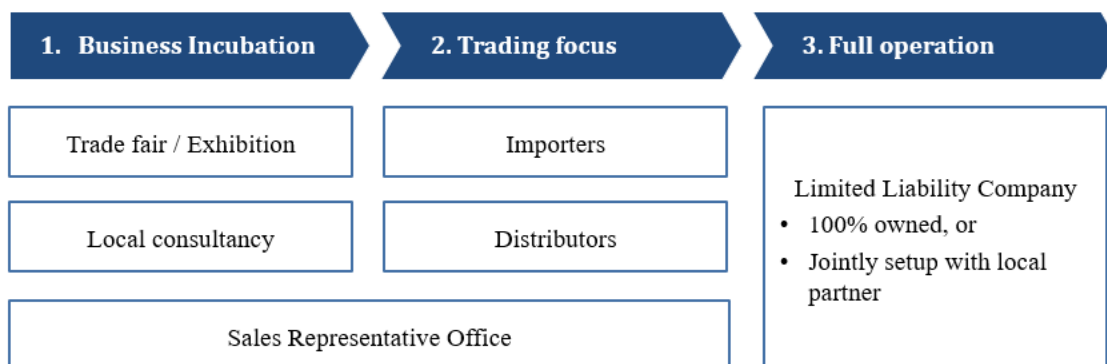 1. Business Incubation
2. Trading focus
3. Full operation
Trade fair / Exhibition
Importers
Local consultancy
Distributors
Sales Representative Office
Limited Liability Company
• 100% owned, or
• Jointly setup with local
partner